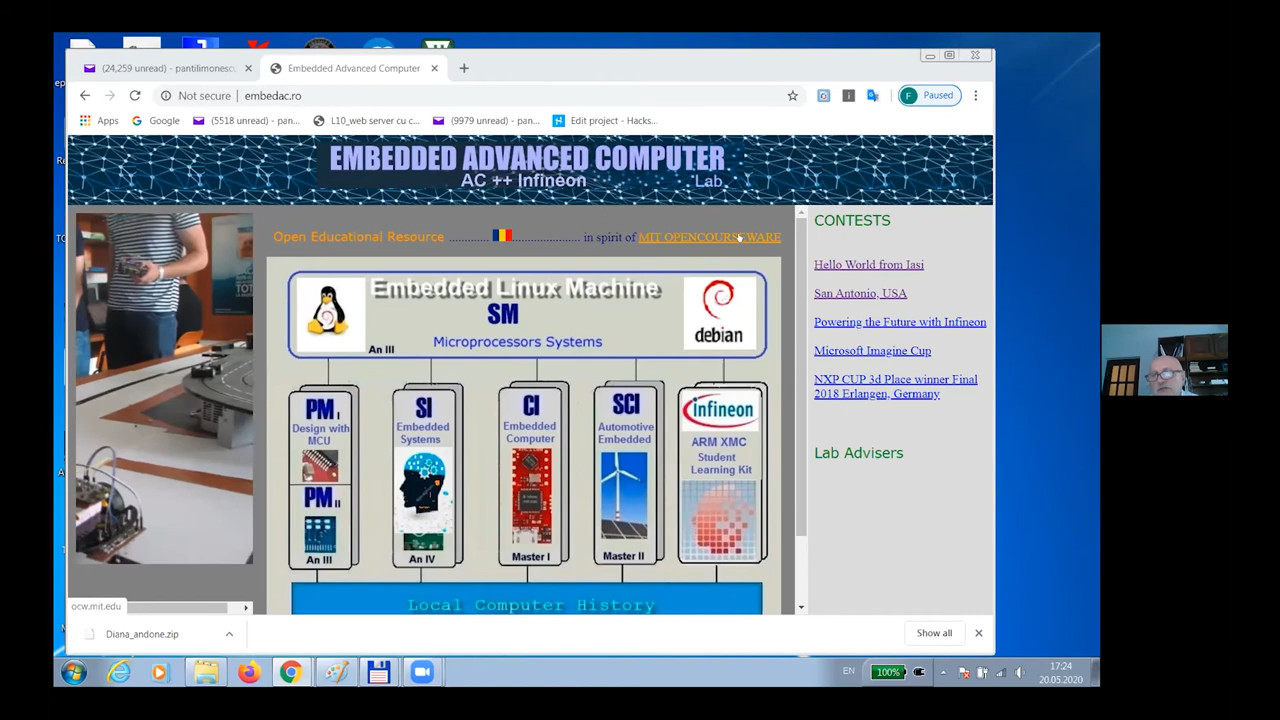 (24,259 unread) - pantilimonescu
Embedded Advanced Computer
Not secure | embedac.ro
F Paused
Apps
Google
(5518 unread) - pan...
L10_web server cu c...
(9979 unread) - pan...
Edit project - Hacks...
EMBEDDED ADVANCED COMPUTER
AC ++ Infineon
Lab
Open Educational Resource ............ ..................... in spirit of MIT OPENCOURSEWARE
Embedded Linux Machine
SM
An III
Microprocessors Systems
debian
PM I
Design with
MCU
PM II
An III
SI
Embedded
Systems
An IV
CI
Embedded
Computer
Master I
SCI
Automotive
Embedded
Master II
infineon
ARM XMC
Student
Learning Kit
Local Computer History
CONTESTS
Hello World from Iasi
San Antonio, USA
Powering the Future with Infineon
Microsoft Imagine Cup
NXP CUP 3d Place winner Final
2018 Erlangen, Germany
Lab Advisers
ocw.mit.edu
Diana_andone.zip
Show all
EN
100%
17:24
20.05.2020